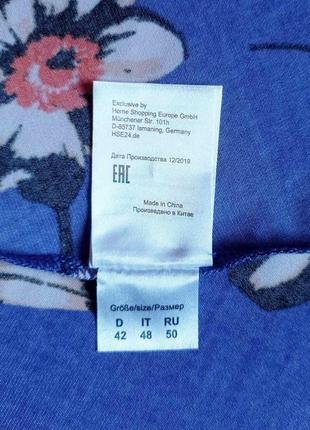 Exclusive by
Home Shopping Europe GmbH
Münchener Str. 101h
D-85737 Ismaning, Germany
HSE24.de
Дата Производства 12/2019
EAC
Made in China
Произведено в Китае
Größe/size/Размер
D IT RU
42 48 50